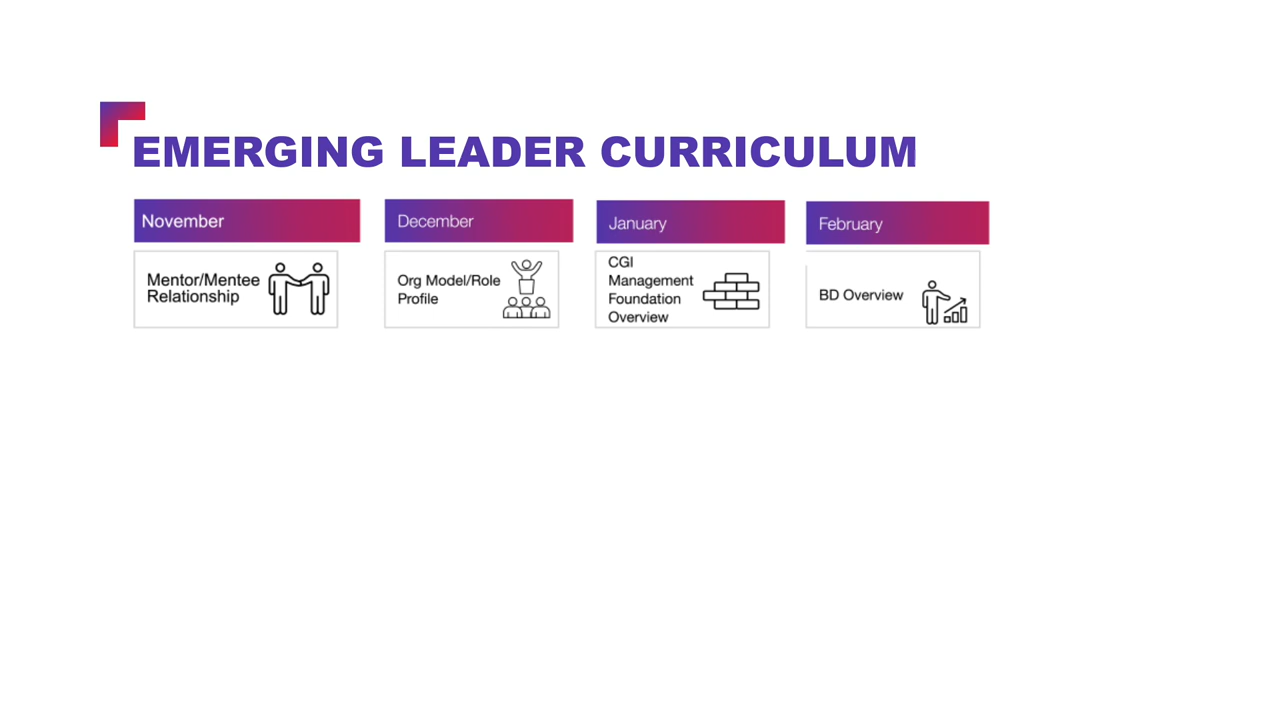 EMERGING LEADER CURRICULUM
November
December
January
February
Mentor/Mentee
Relationship
Org Model/Role
Profile
CGI
Management
Foundation
Overview
BD Overview